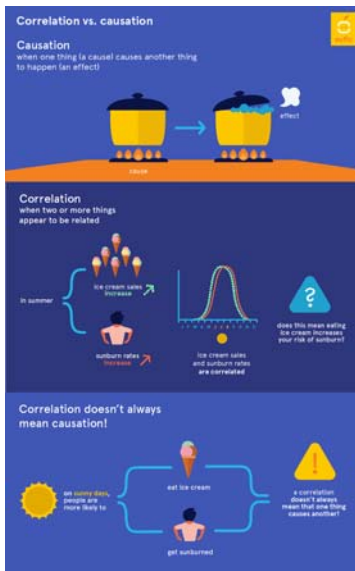 Correlation vs. causation
Causation
when one thing (a cause) causes another thing
to happen (an effect)
effect
cause
Correlation
when two or more things
appear to be related
in summer
ice cream sales
increase
sunburn rates
increase
ice cream sales
and sunburn rates
are correlated
?
does this mean eating
ice cream increases
your risk of sunburn?
Correlation doesn't always
mean causation!
on sunny days,
people are
more likely to
eat ice cream
get sunburned
!
a correlation
doesn't always
mean that one thing
causes another!